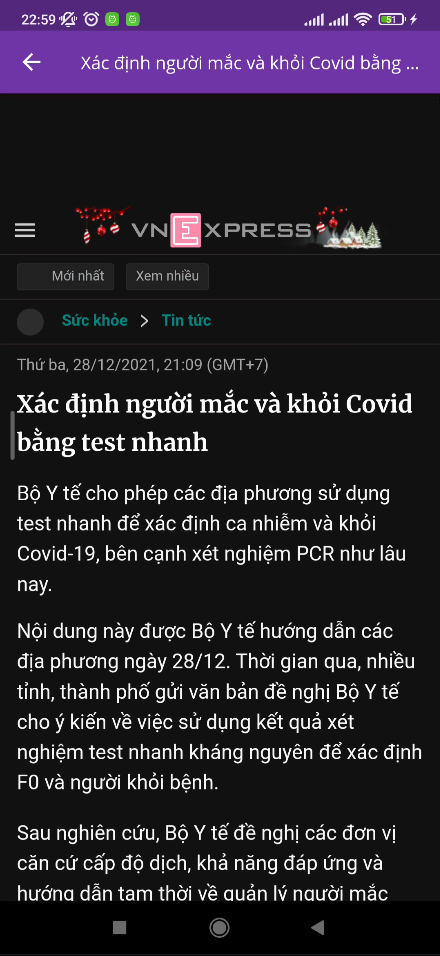 22:59
51
Xác định người mắc và khỏi Covid bằng ...
VNEXPRESS
Mới nhất
Xem nhiều
Sức khỏe > Tin tức
Thứ ba, 28/12/2021, 21:09 (GMT+7)
Xác định người mắc và khỏi Covid
bằng test nhanh
Bộ Y tế cho phép các địa phương sử dụng
test nhanh để xác định ca nhiễm và khỏi
Covid-19, bên cạnh xét nghiệm PCR như lâu
nay.
Nội dung này được Bộ Y tế hướng dẫn các
địa phương ngày 28/12. Thời gian qua, nhiều
tỉnh, thành phố gửi văn bản đề nghị Bộ Y tế
cho ý kiến về việc sử dụng kết quả xét
nghiệm test nhanh kháng nguyên để xác định
F0 và người khỏi bệnh.
Sau nghiên cứu, Bộ Y tế đề nghị các đơn vị
căn cứ cấp độ dịch, khả năng đáp ứng và
hướng dẫn tạm thời về quản lý người mắc